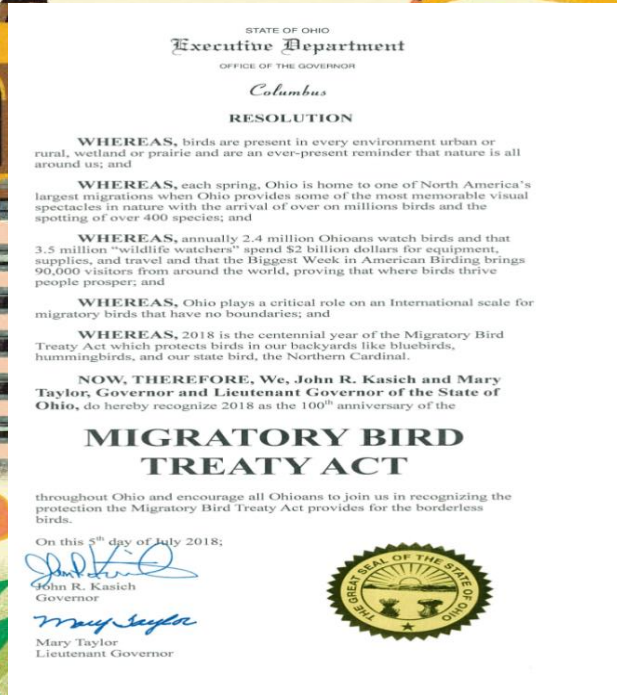 STATE OF OHIO
Executive Department
OFFICE OF THE GOVERNOR
Columbus
RESOLUTION
WHEREAS, birds are present in every environment urban or
rural, wetland or prairie and are an ever-present reminder that nature is all
around us; and
WHEREAS, each spring, Ohio is home to one of North America's
largest migrations when Ohio provides some of the most memorable visual
spectacles in nature with the arrival of over on millions birds and the
spotting of over 400 species; and
WHEREAS, annually 2.4 million Ohioans watch birds and that
3.5 million "wildlife watchers" spend $2 billion dollars for equipment,
supplies, and travel and that the Biggest Week in American Birding brings
90,000 visitors from around the world, proving that where birds thrive
people prosper; and
WHEREAS, Ohio plays a critical role on an International scale for
migratory birds that have no boundaries; and
WHEREAS, 2018 is the centennial year of the Migratory Bird
Treaty Act which protects birds in our backyards like bluebirds,
hummingbirds, and our state bird, the Northern Cardinal.
NOW, THEREFORE, We, John R. Kasich and Mary
Taylor, Governor and Lieutenant Governor of the State of
Ohio, do hereby recognize 2018 as the 100th anniversary of the
MIGRATORY BIRD
TREATY ACT
throughout Ohio and encourage all Ohioans to join us in recognizing the
protection the Migratory Bird Treaty Act provides for the borderless
birds.
On this 5th day of July 2018;
John R. Kasich
Governor
Mary Taylor
Mary Taylor
Lieutenant Governor
THE GREAT SEAL OF THE STATE OF OHIO